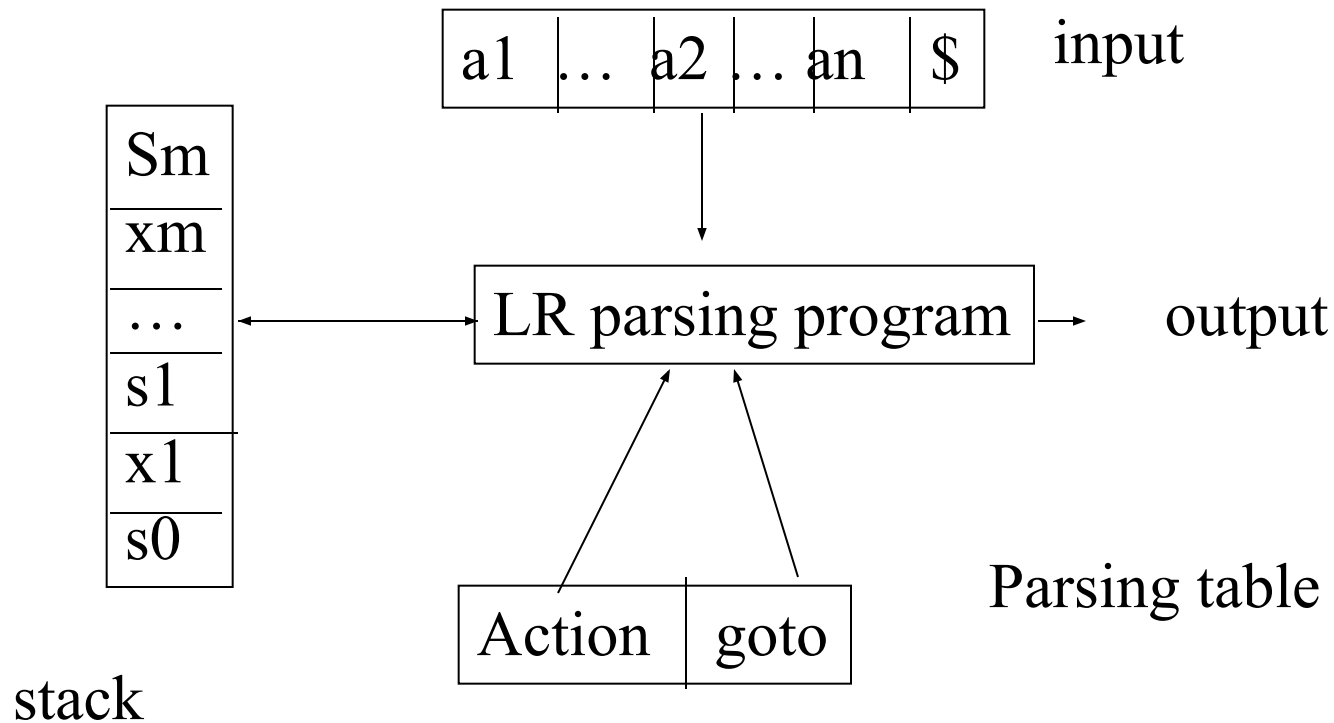 a1 … a2 … an $
input
Sm
xm
…
s1
x1
s0
LR parsing program
output
Action goto
Parsing table
stack